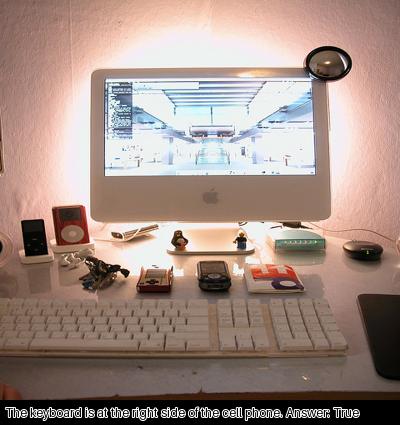 The keyboard is at the right side of the cell phone. Answer: True